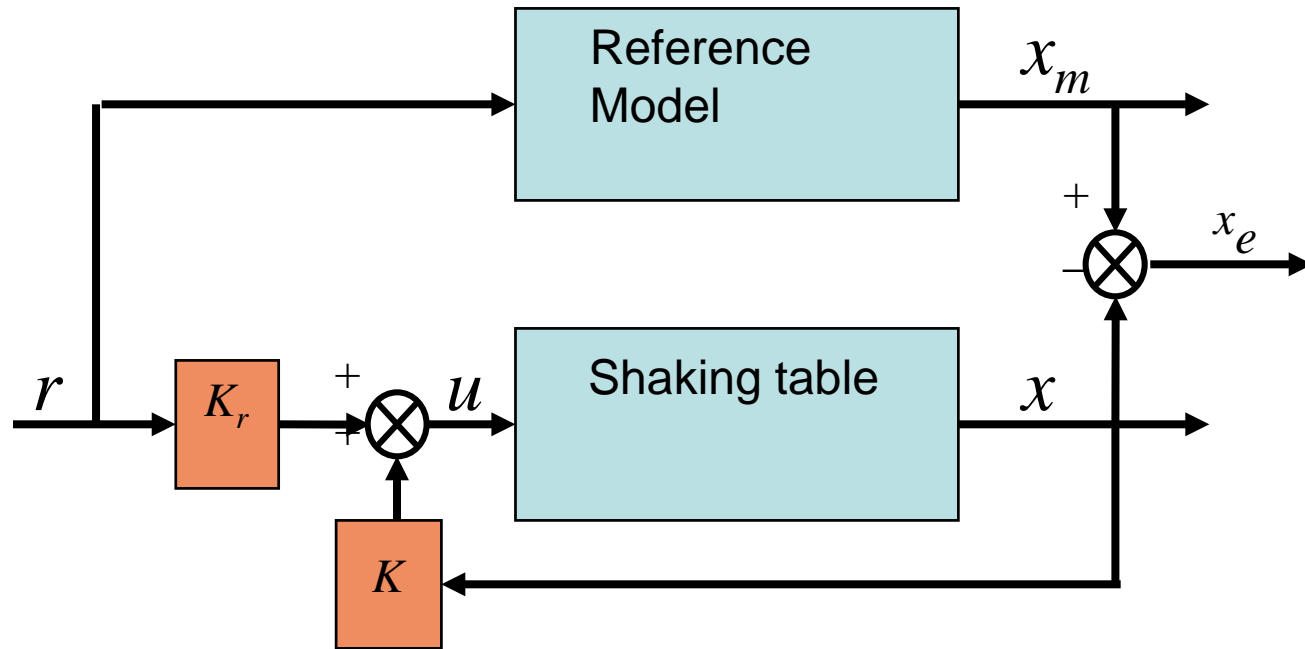 Reference
Model
x_m
+
x_e
−
Shaking table
r
K_r
+
+
u
x
K